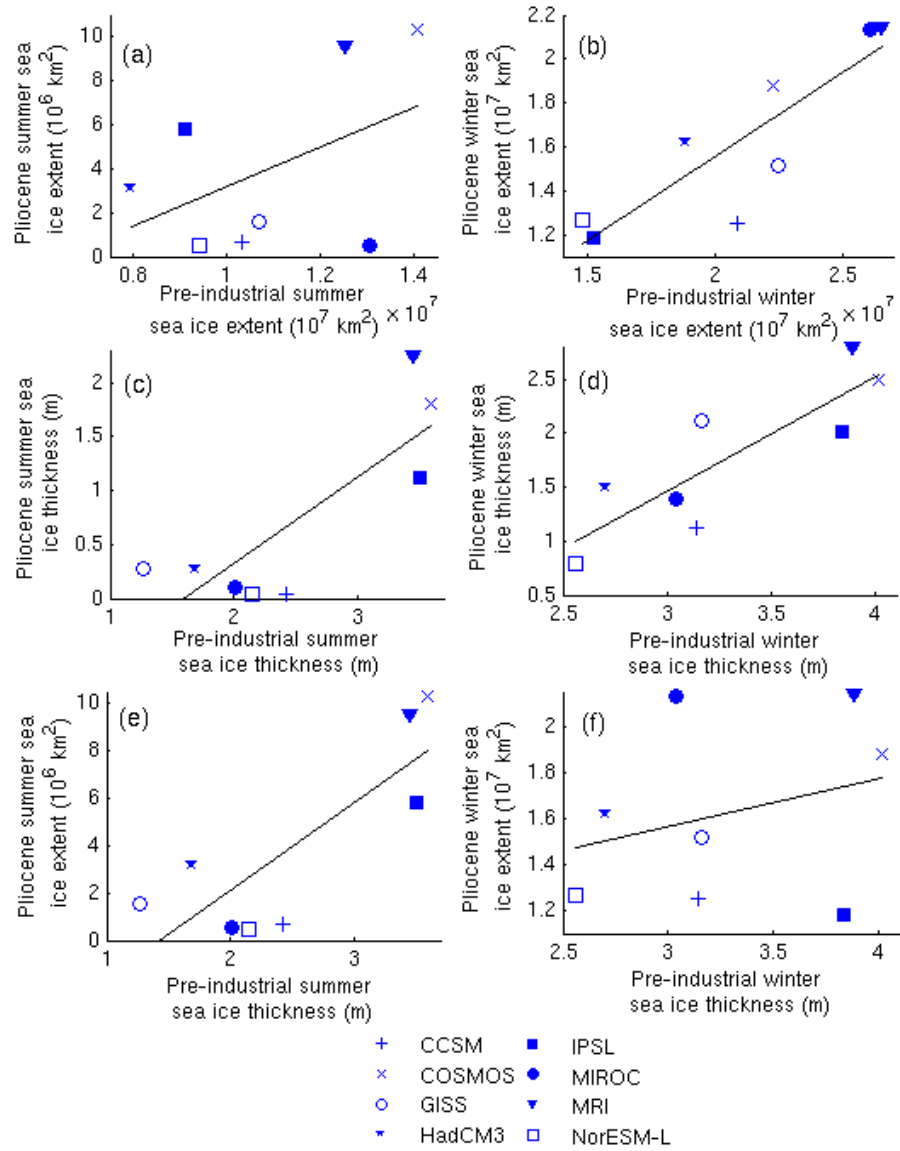 (a)
Pliocene summer sea
ice extent (10^6 km^2)
10
8
6
4
2
0
0.8
1
1.2
1.4
Pre-industrial summer
sea ice extent (10^7 km^2) × 10^7
(b)
Pliocene winter sea
ice extent (10^7 km^2)
2.2
2
1.8
1.6
1.4
1.2
1.5
2
2.5
Pre-industrial winter
sea ice extent (10^7 km^2) × 10^7
(c)
Pliocene summer sea
ice thickness (m)
2
1.5
1
0.5
0
1
2
3
Pre-industrial summer
sea ice thickness (m)
(d)
Pliocene winter sea
ice thickness (m)
2.5
2
1.5
1
0.5
2.5
3
3.5
4
Pre-industrial winter
sea ice thickness (m)
(e)
Pliocene summer sea
ice extent (10^6 km^2)
10
8
6
4
2
0
1
2
3
Pre-industrial summer
sea ice thickness (m)
(f)
Pliocene winter sea
ice extent (10^7 km^2)
2
1.8
1.6
1.4
1.2
2.5
3
3.5
4
Pre-industrial winter
sea ice thickness (m)
CCSM
COSMOS
GISS
HadCM3
IPSL
MIROC
MRI
NorESM-L